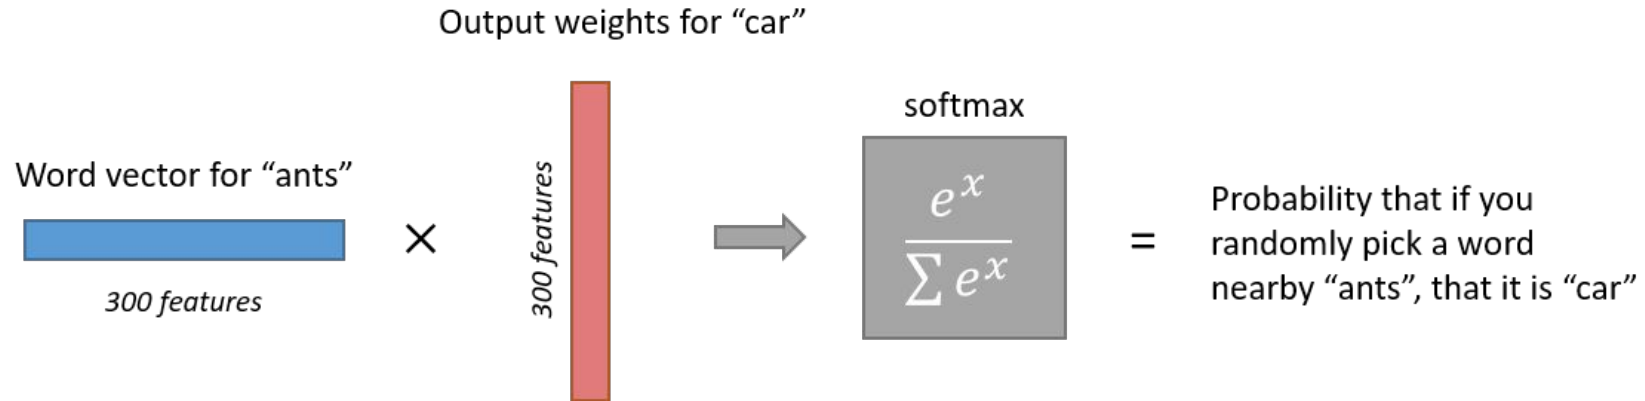 Output weights for “car”
Word vector for “ants”
300 features
×
300 features
softmax
e^x
∑ e^x
=
Probability that if you
randomly pick a word
nearby “ants”, that it is “car”